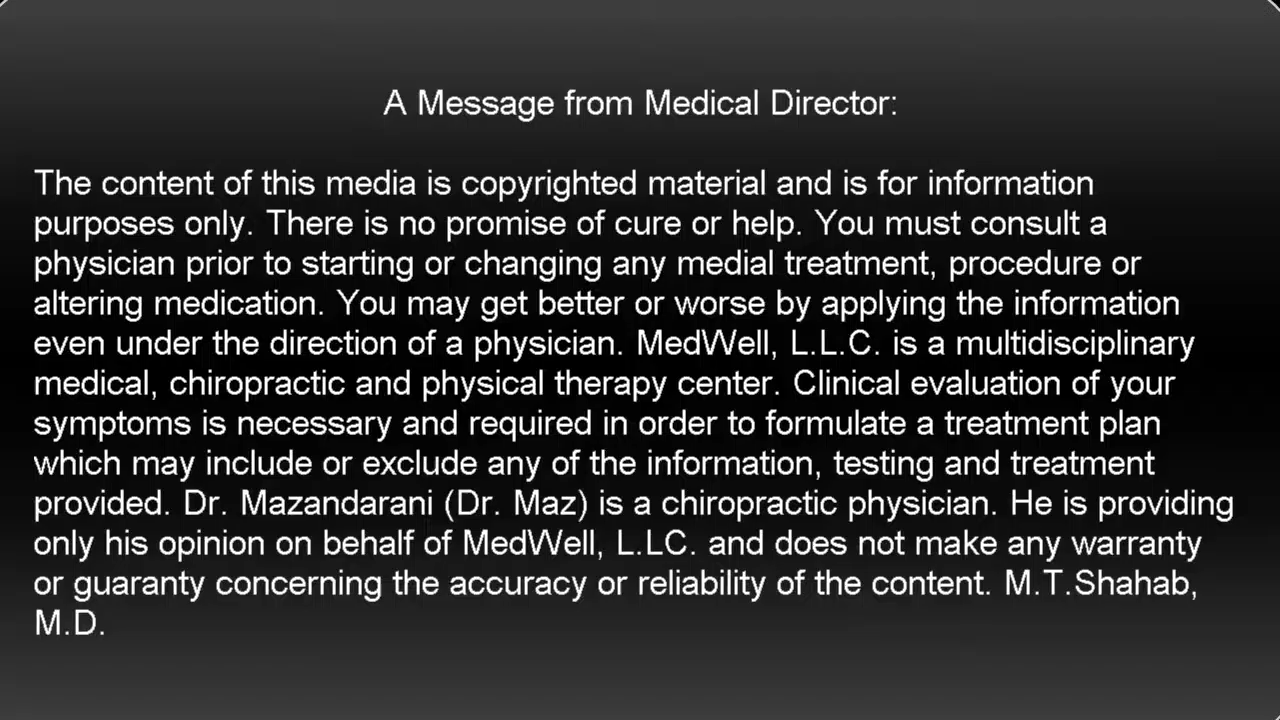 A Message from Medical Director:
The content of this media is copyrighted material and is for information
purposes only. There is no promise of cure or help. You must consult a
physician prior to starting or changing any medial treatment, procedure or
altering medication. You may get better or worse by applying the information
even under the direction of a physician. MedWell, L.L.C. is a multidisciplinary
medical, chiropractic and physical therapy center. Clinical evaluation of your
symptoms is necessary and required in order to formulate a treatment plan
which may include or exclude any of the information, testing and treatment
provided. Dr. Mazandarani (Dr. Maz) is a chiropractic physician. He is providing
only his opinion on behalf of MedWell, L.LC. and does not make any warranty
or guaranty concerning the accuracy or reliability of the content. M.T.Shahab,
M.D.